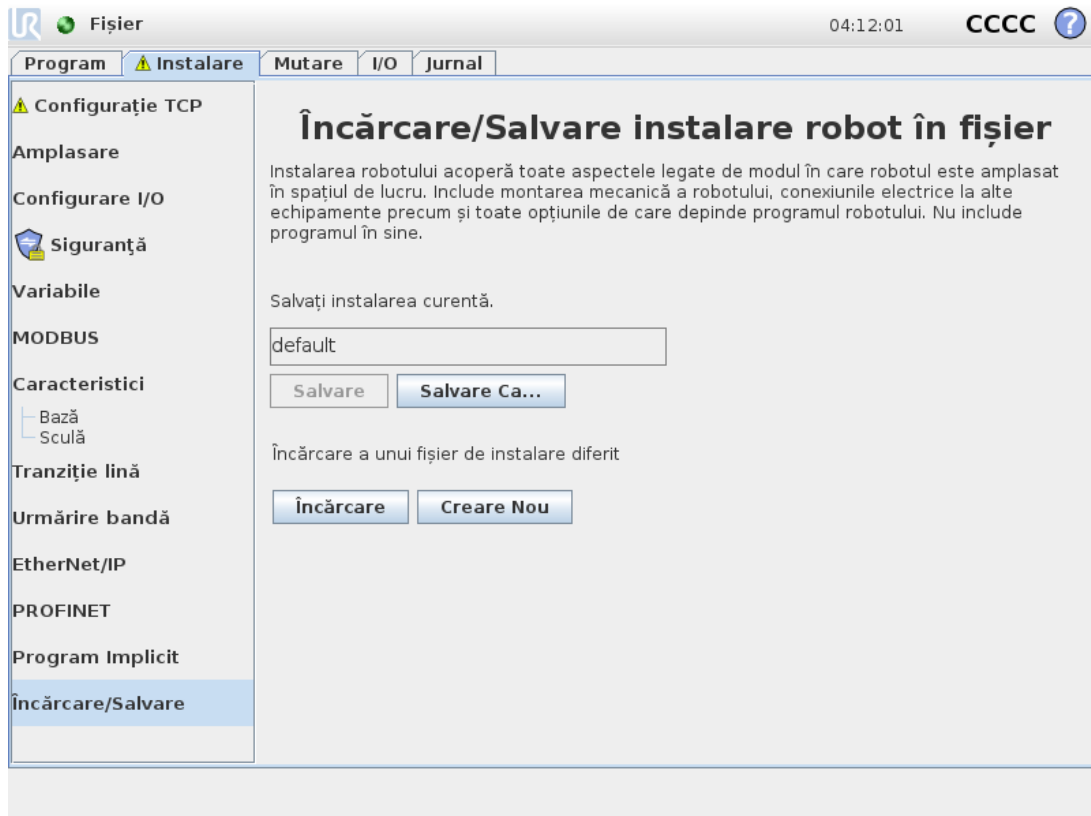 UR Fișier 04:12:01 CCCC ?
Program Instalare Mutare I/O Jurnal
Configurație TCP
Amplasare
Configurare I/O
Siguranță
Variabile
MODBUS
Caracteristici
Bază
Sculă
Tranziție lină
Urmărire bandă
EtherNet/IP
PROFINET
Program Implicit
Încărcare/Salvare
Încărcare/Salvare instalare robot în fișier
Instalarea robotului acoperă toate aspectele legate de modul în care robotul este amplasat
în spațiul de lucru. Include montarea mecanică a robotului, conexiunile electrice la alte
echipamente precum și toate opțiunile de care depinde programul robotului. Nu include
programul în sine.
Salvați instalarea curentă.
default
Salvare Salvare Ca...
Încărcare a unui fișier de instalare diferit
Încărcare Creare Nou